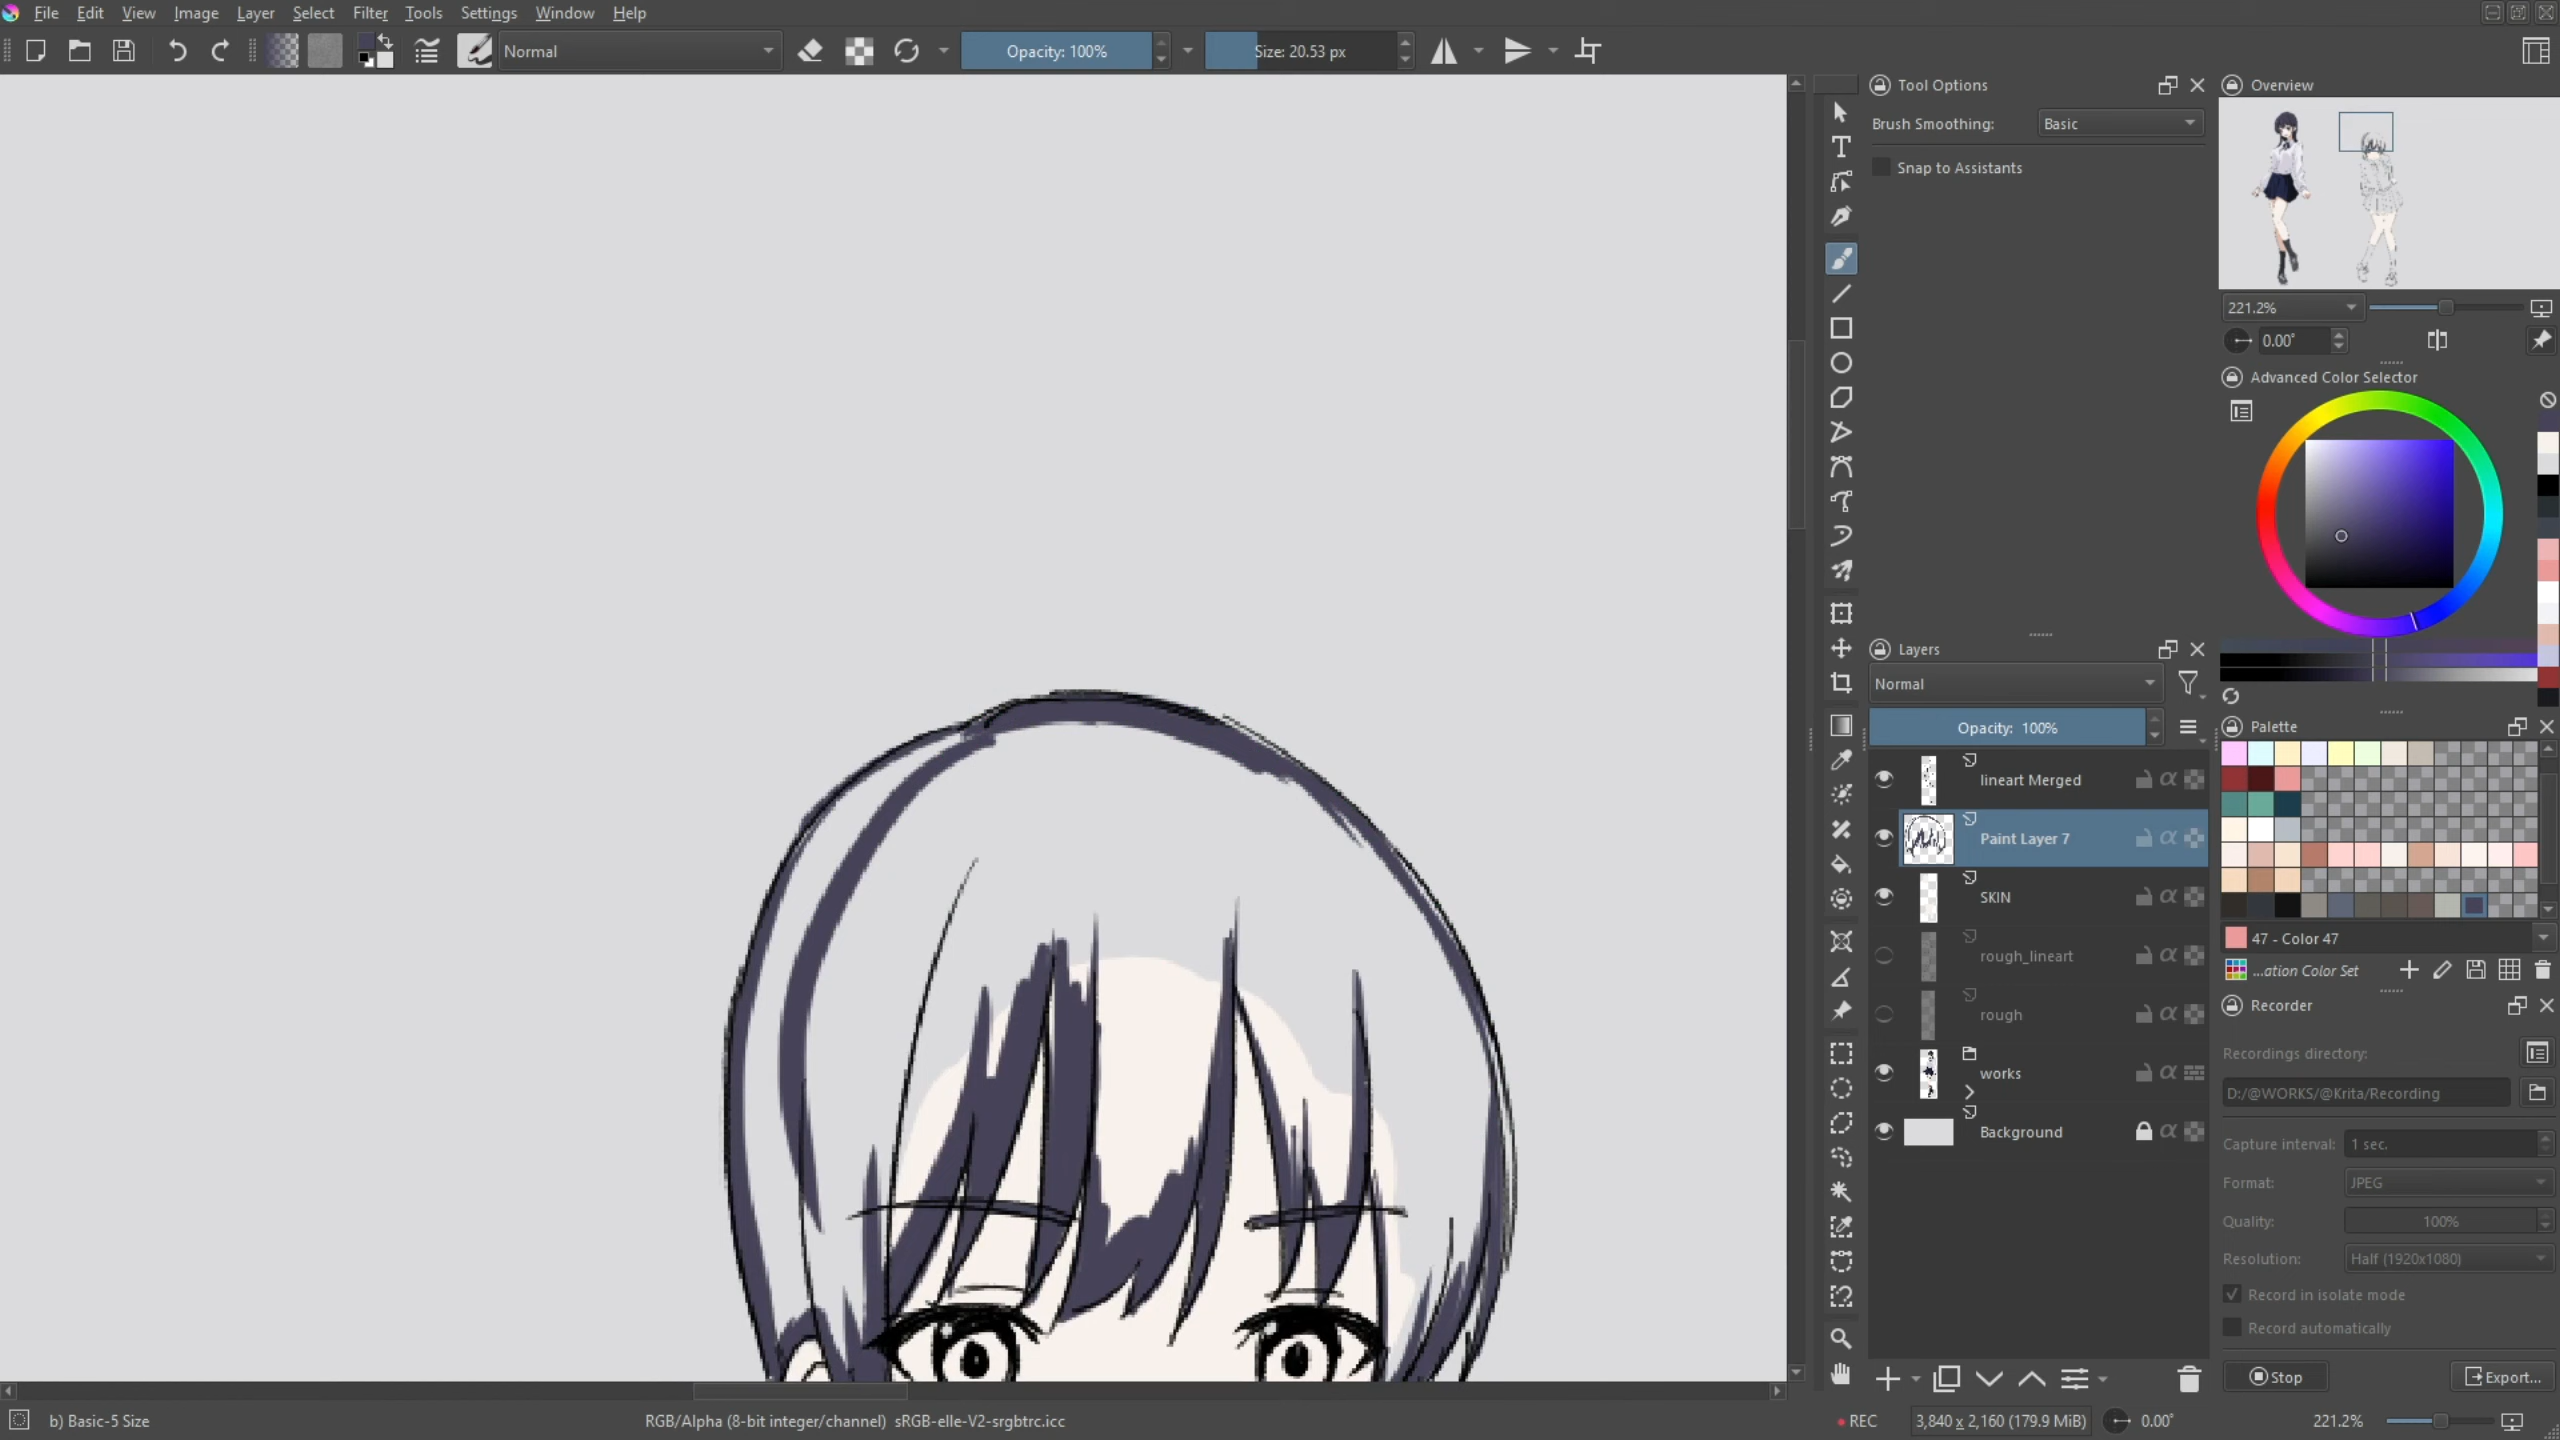 File Edit View Image Layer Select Filter Tools Settings Window Help
Normal
Opacity: 100%
Size: 20.53 px
Tool Options
Brush Smoothing: Basic
Snap to Assistants
Overview
221.2%
0.00°
Advanced Color Selector
Layers
Normal
Opacity: 100%
lineart Merged
Paint Layer 7
SKIN
rough_lineart
rough
works
Background
Palette
47 - Color 47
...ation Color Set
Recorder
Recordings directory:
D:/@WORKS/@Krita/Recording
Capture interval: 1 sec.
Format: JPEG
Quality: 100%
Resolution: Half (1920x1080)
Record in isolate mode
Record automatically
Stop
Export...
b) Basic-5 Size
RGB/Alpha (8-bit integer/channel) sRGB-elle-V2-srgbtrc.icc
REC
3,840 x 2,160 (179.9 MiB)
0.00°
221.2%